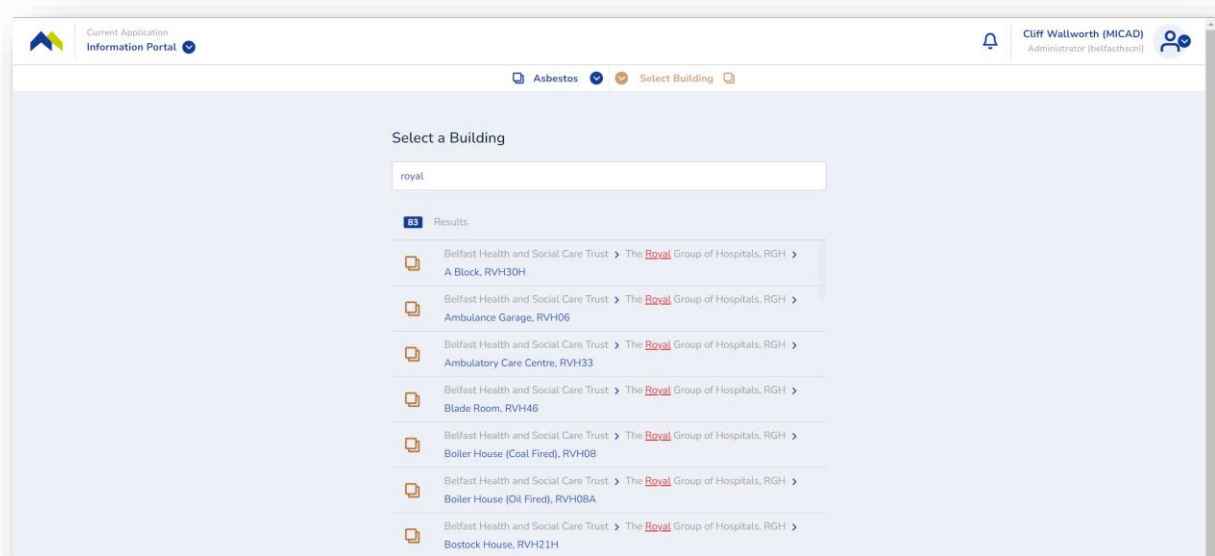 Current Application
Information Portal
Cliff Wallworth (MICAD)
Administrator [belfasthscni]
Asbestos
Select Building
Select a Building
royal
83 Results
Belfast Health and Social Care Trust > The Royal Group of Hospitals, RGH >
A Block, RVH30H
Belfast Health and Social Care Trust > The Royal Group of Hospitals, RGH >
Ambulance Garage, RVH06
Belfast Health and Social Care Trust > The Royal Group of Hospitals, RGH >
Ambulatory Care Centre, RVH33
Belfast Health and Social Care Trust > The Royal Group of Hospitals, RGH >
Blade Room, RVH46
Belfast Health and Social Care Trust > The Royal Group of Hospitals, RGH >
Boiler House (Coal Fired), RVH08
Belfast Health and Social Care Trust > The Royal Group of Hospitals, RGH >
Boiler House (Oil Fired), RVH08A
Belfast Health and Social Care Trust > The Royal Group of Hospitals, RGH >
Bostock House, RVH21H